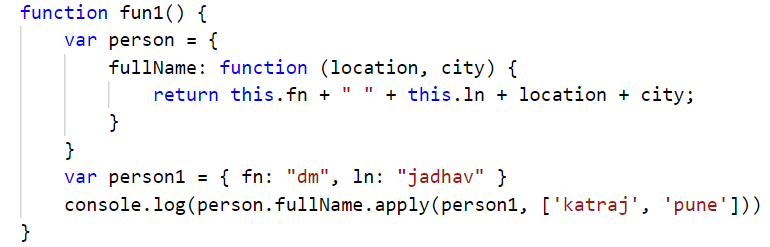 function fun1() {
    var person = {
        fullName: function (location, city) {
            return this.fn + " " + this.ln + location + city;
        }
    }
    var person1 = { fn: "dm", ln: "jadhav" }
    console.log(person.fullName.apply(person1, ['katraj', 'pune']))
}